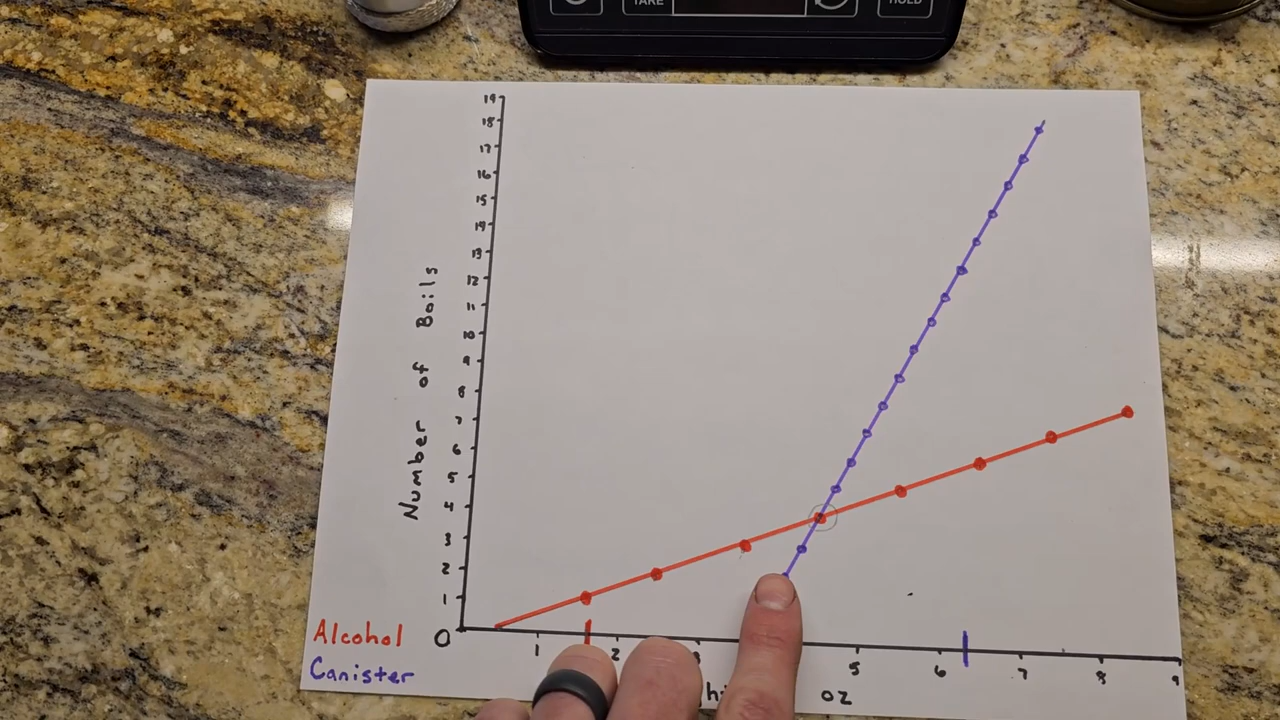 TARE
HOLD
19
18
17
16
15
14
13
12
11
10
9
8
7
6
5
4
3
2
1
0
Number of Boils
1 2 3 5 6 7 8 9
oz
Alcohol
Canister